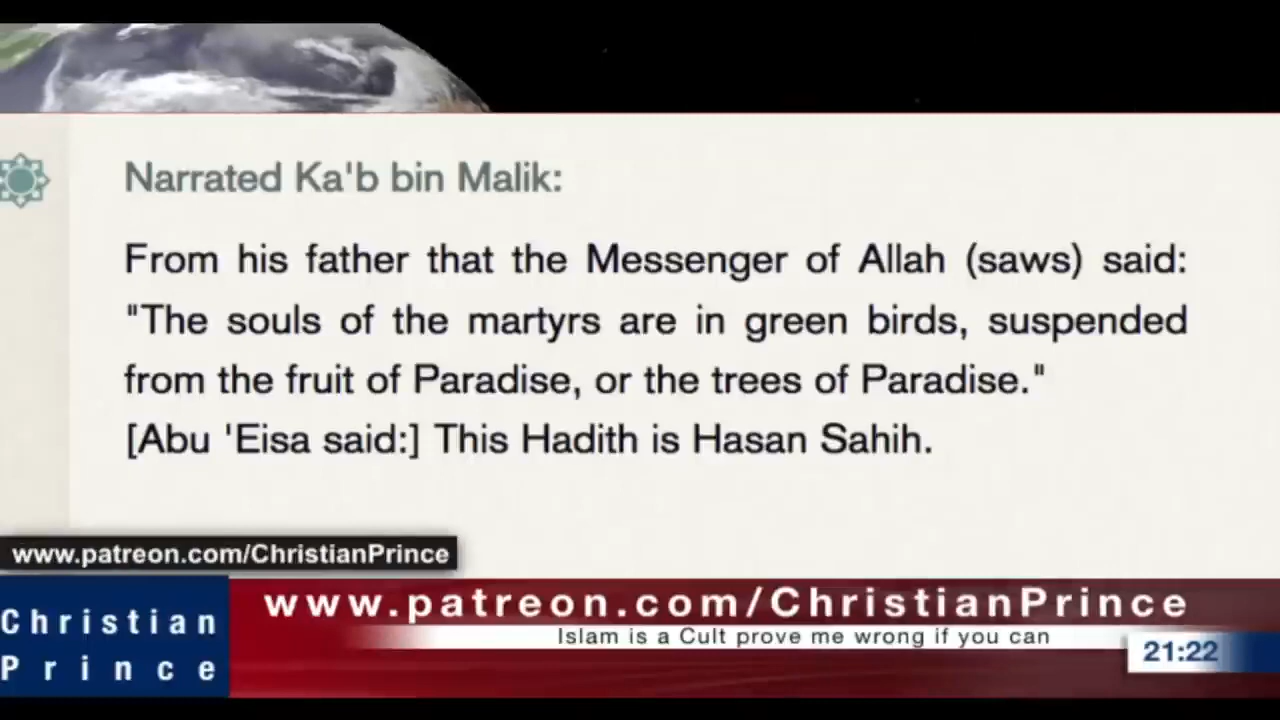 Narrated Ka'b bin Malik:
From his father that the Messenger of Allah (saws) said:
"The souls of the martyrs are in green birds, suspended
from the fruit of Paradise, or the trees of Paradise."
[Abu 'Eisa said:] This Hadith is Hasan Sahih.
www.patreon.com/ChristianPrince
Christian
Prince
www.patreon.com/ChristianPrince
Islam is a Cult prove me wrong if you can
21:22